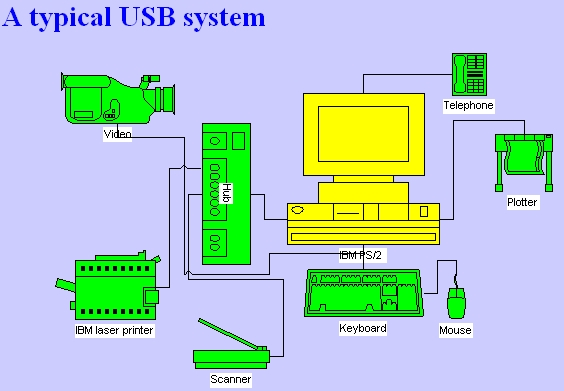 A typical USB system
Telephone
Video
Hub
Plotter
IBM PS/2
IBM laser printer
Keyboard
Mouse
Scanner